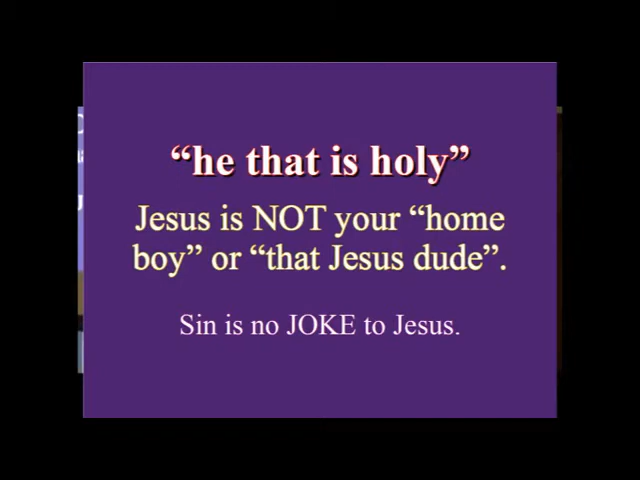 “he that is holy”
Jesus is NOT your “home
boy” or “that Jesus dude”.
Sin is no JOKE to Jesus.